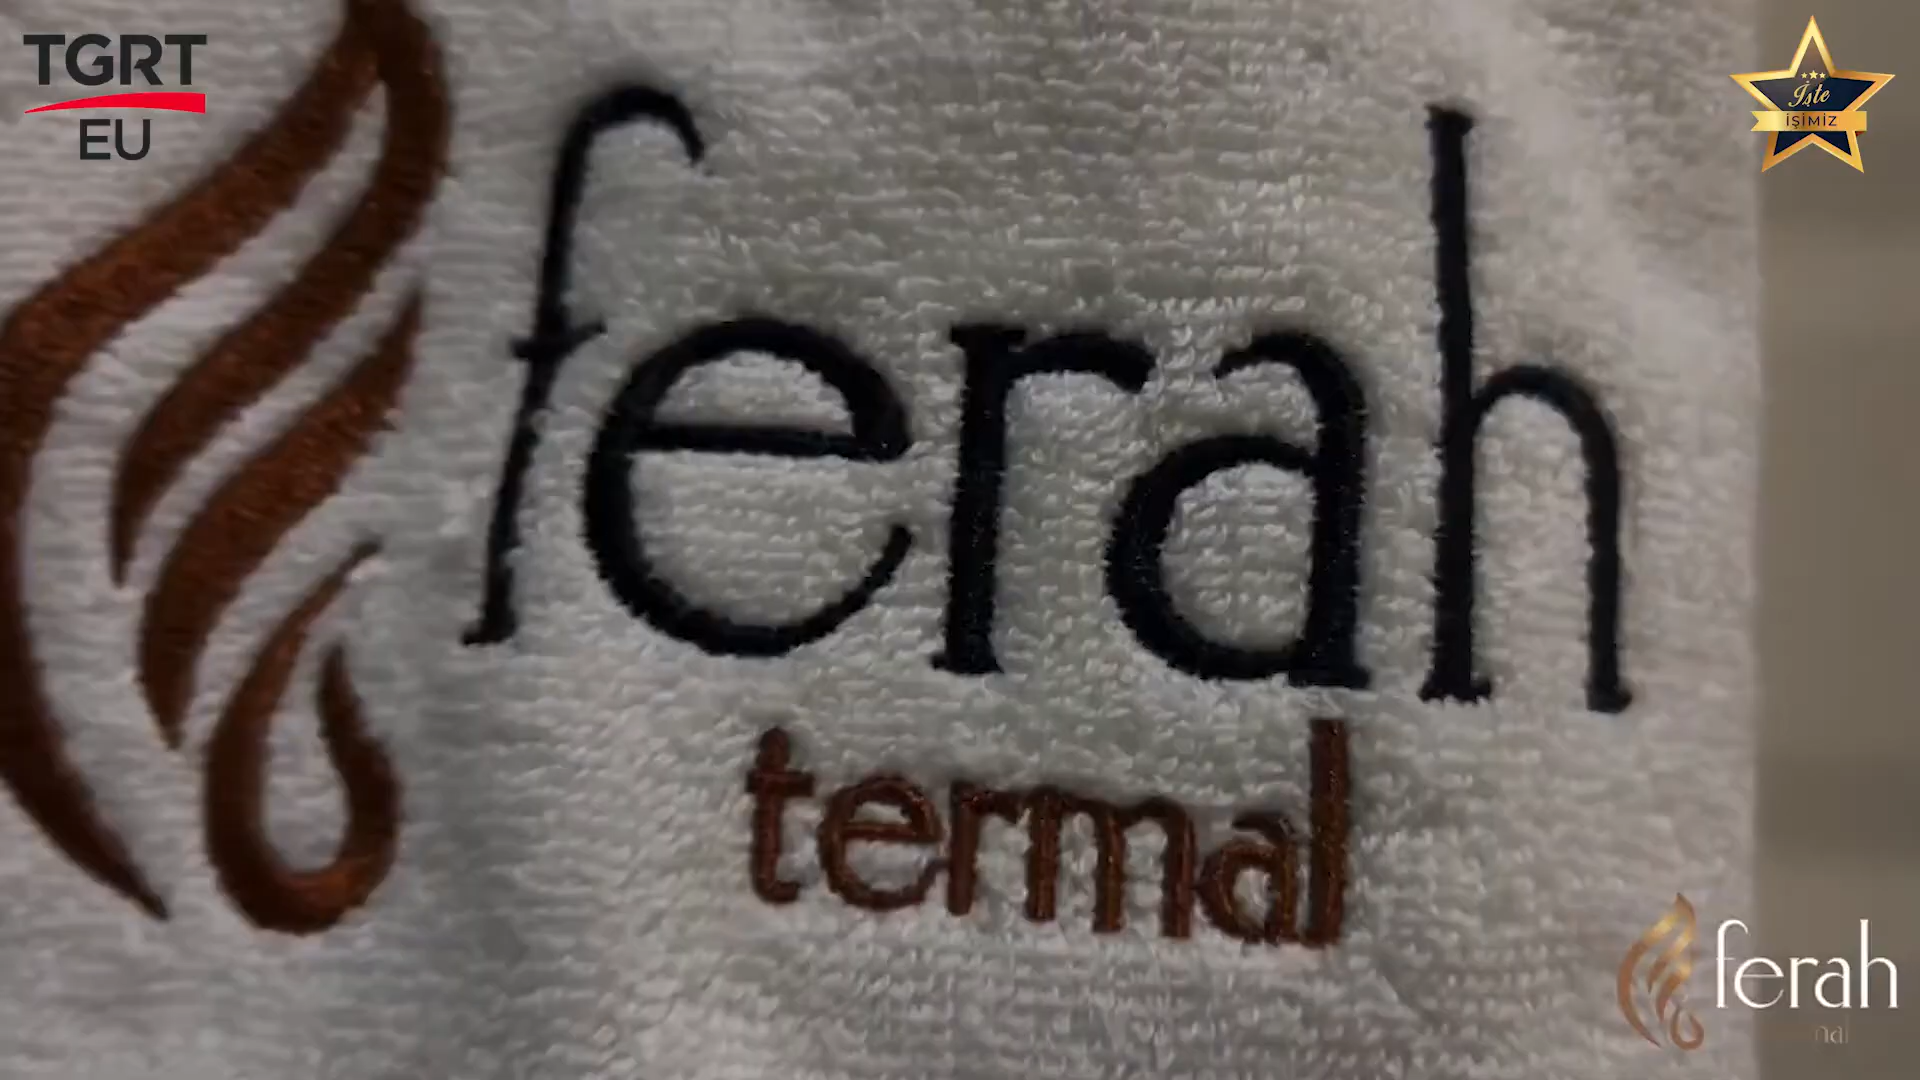 TGRT
EU
İşte
İŞİMİZ
ferah
termal
ferah